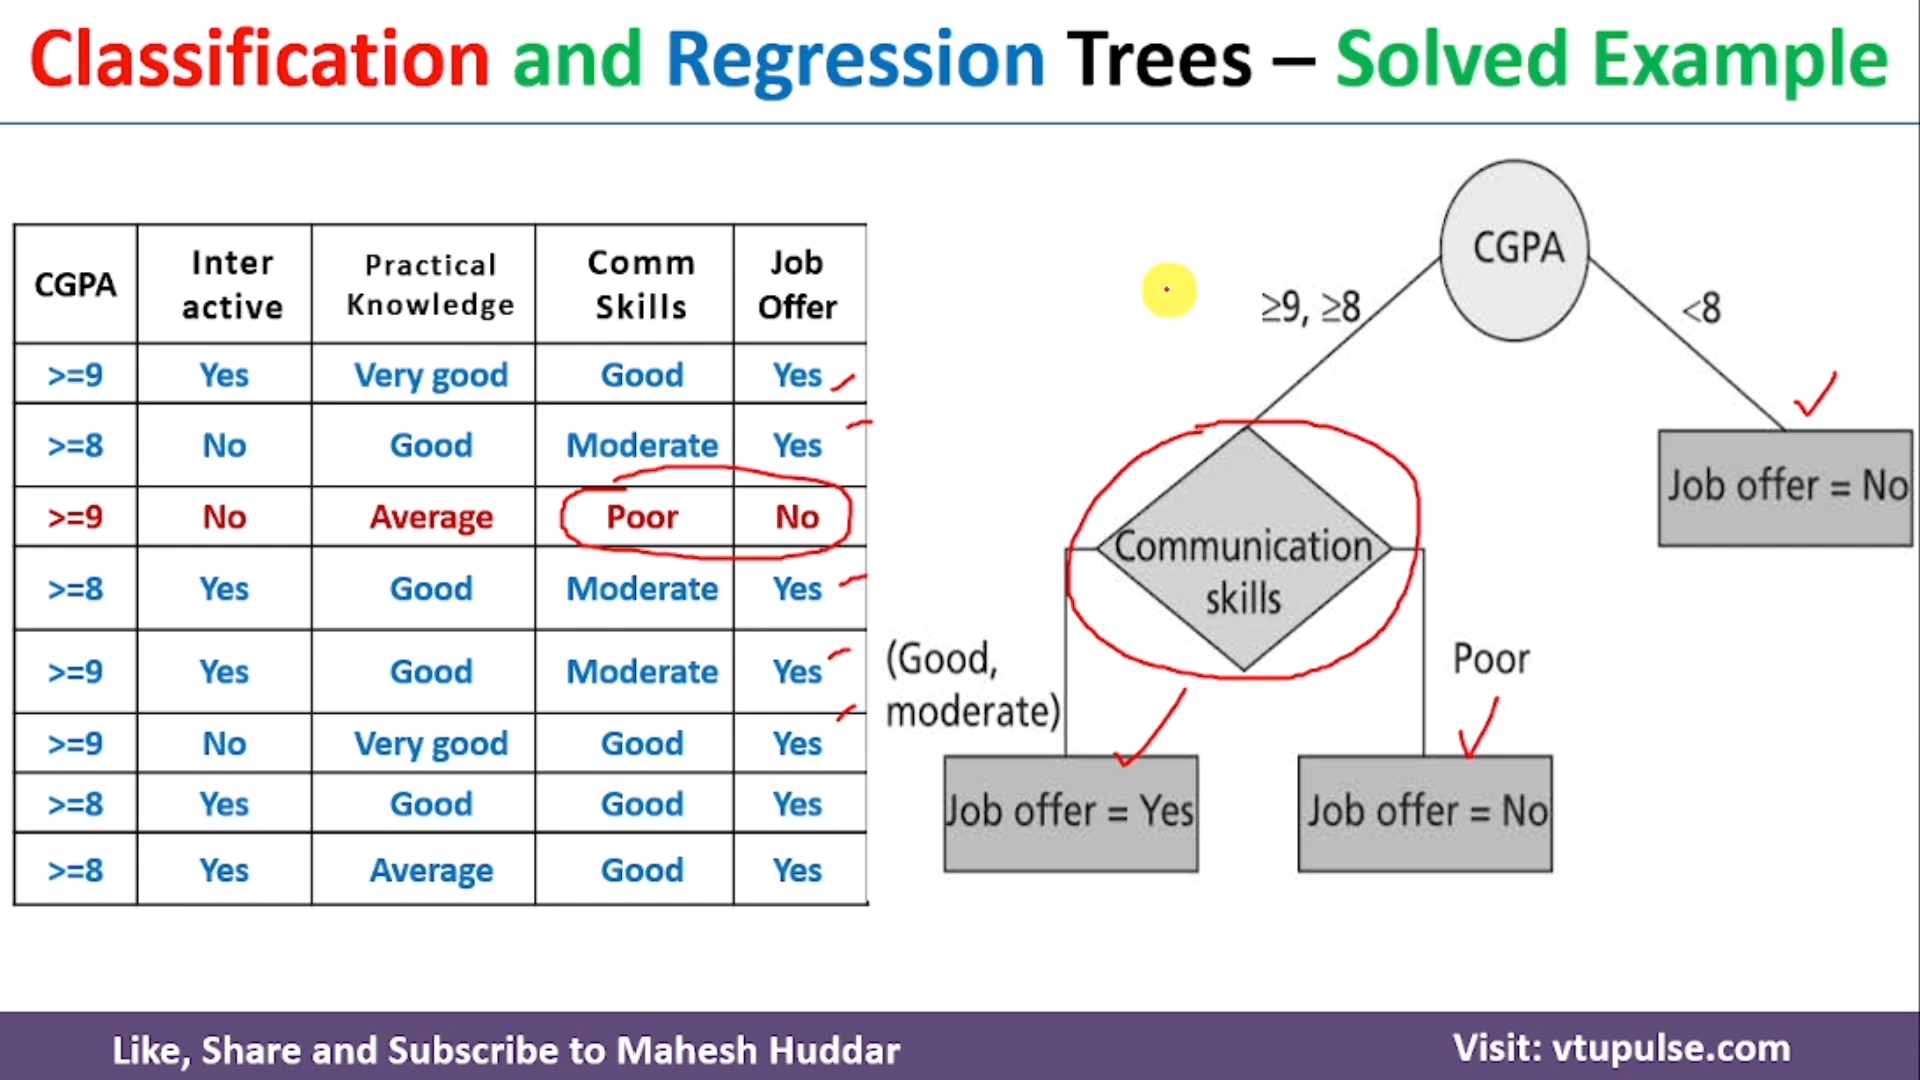 Classification and Regression Trees – Solved Example
CGPA Inter active Practical Knowledge Comm Skills Job Offer
>=9 Yes Very good Good Yes
>=8 No Good Moderate Yes
>=9 No Average Poor No
>=8 Yes Good Moderate Yes
>=9 Yes Good Moderate Yes
>=9 No Very good Good Yes
>=8 Yes Good Good Yes
>=8 Yes Average Good Yes
CGPA
≥9, ≥8
<8
Job offer = No
Communication
skills
(Good,
moderate)
Poor
Job offer = Yes
Job offer = No
Like, Share and Subscribe to Mahesh Huddar
Visit: vtupulse.com